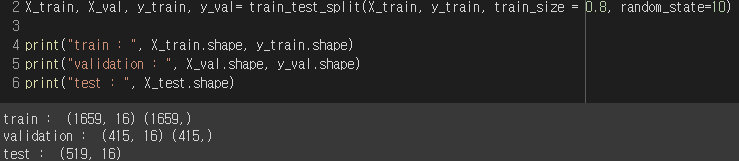 2 X_train, X_val, y_train, y_val= train_test_split(X_train, y_train, train_size = 0.8, random_state=10)
3
4 print("train : ", X_train.shape, y_train.shape)
5 print("validation : ", X_val.shape, y_val.shape)
6 print("test : ", X_test.shape)
train :  (1659, 16) (1659,)
validation :  (415, 16) (415,)
test :  (519, 16)